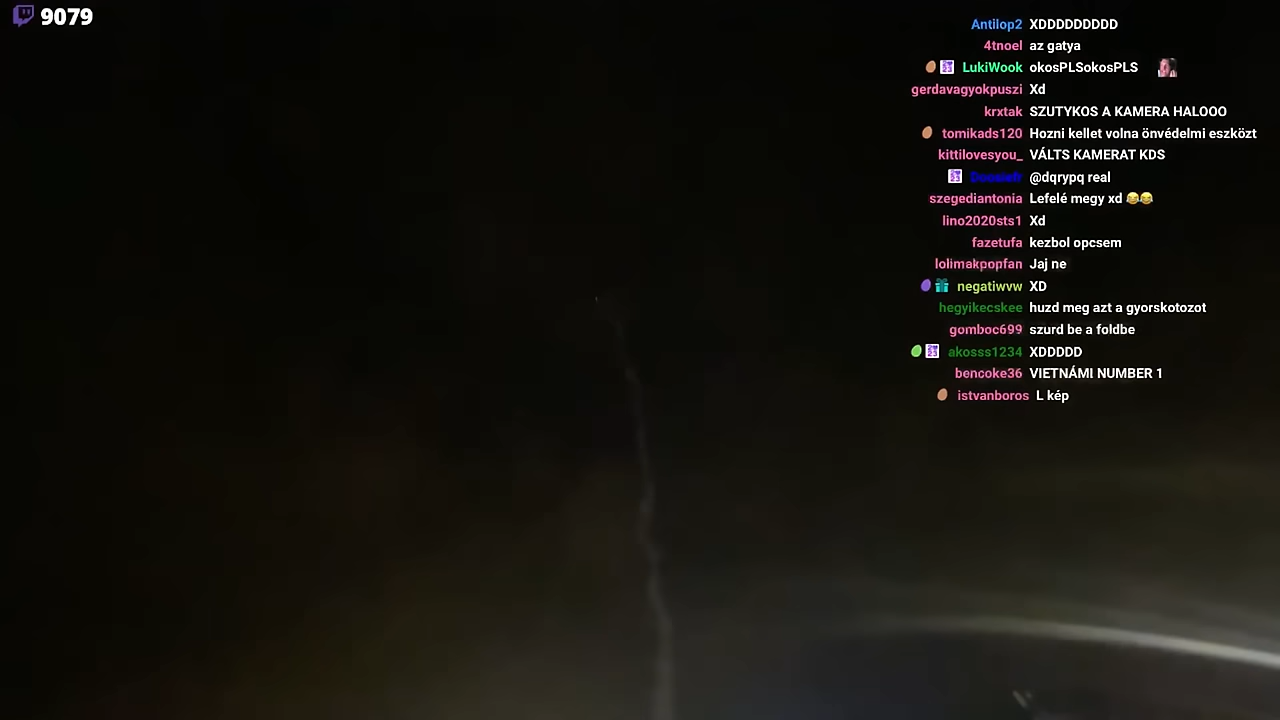 9079
Antilop2 XDDDDDDDDD
4tnoel az gatya
LukiWook okosPLSokosPLS
gerdavagyokpuszi Xd
krxtak SZUTYKOS A KAMERA HALOOO
tomikads120 Hozni kellet volna önvédelmi eszközt
kittilovesyou_ VÁLTS KAMERAT KDS
@dqrypq real
szegediantonia Lefelé megy xd 😂😂
lino2020sts1 Xd
fazetufa kezbol opcsem
lolimakpopfan Jaj ne
negatiwvw XD
hegyikecskee huzd meg azt a gyorskotozot
gomboc699 szurd be a foldbe
akosss1234 XDDDDD
bencoke36 VIETNÁMI NUMBER 1
istvanboros L kép